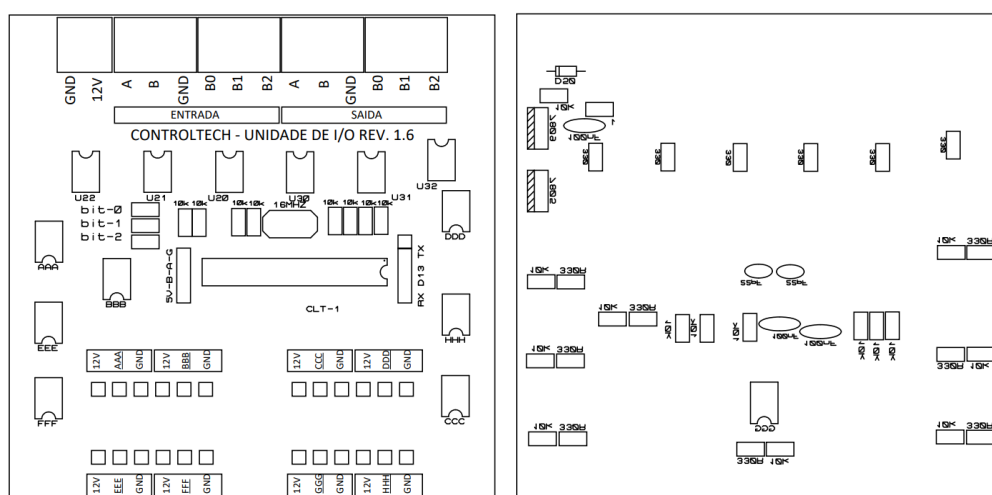 GND 12V A B GND B0 B1 B2 A B GND B0 B1 B2
ENTRADA SAIDA
CONTROLTECH - UNIDADE DE I/O REV. 1.6
U22 U21 U20 U30 U31 U32
bit-0
bit-1
bit-2
10k 10k 10k 10k 16MHZ 10k 10k 10k 10k
DDD
AAA
BBB
5V-B-A-G
RX D13 TX
CLT-1
EEE
HHH
12V AAA GND 12V BBB GND 12V CCC GND 12V DDD GND
FFF
CCC
12V EEE GND 12V FFF GND 12V GGG GND 12V HHH GND
D20
10K
1
7809
100uF
330 330 330 330 330 330
7805
10K 330R
10K 330R
22pF 22pF
10K 330R
10K 10K 10K 100uF 100uF 10K 10K 10K
10K 330R
330R 10K
GGG
10K 330R
10K 330R
330R 10K